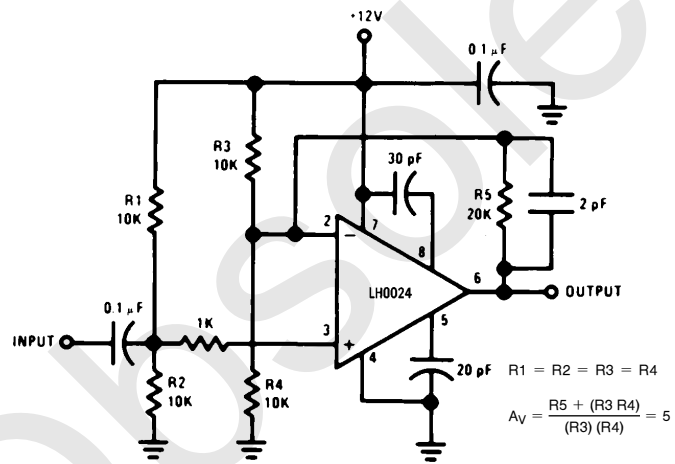 +12V
0.1 μF
R3
10K
30 pF
R1
10K
R5
20K
2 pF
2
−
7
8
6
LH0024
OUTPUT
0.1 μF
1K
INPUT
3
+
5
4
20 pF
R2
10K
R4
10K
R1 = R2 = R3 = R4
AV = R5 + (R3 R4) / (R3) (R4) = 5
obsolete